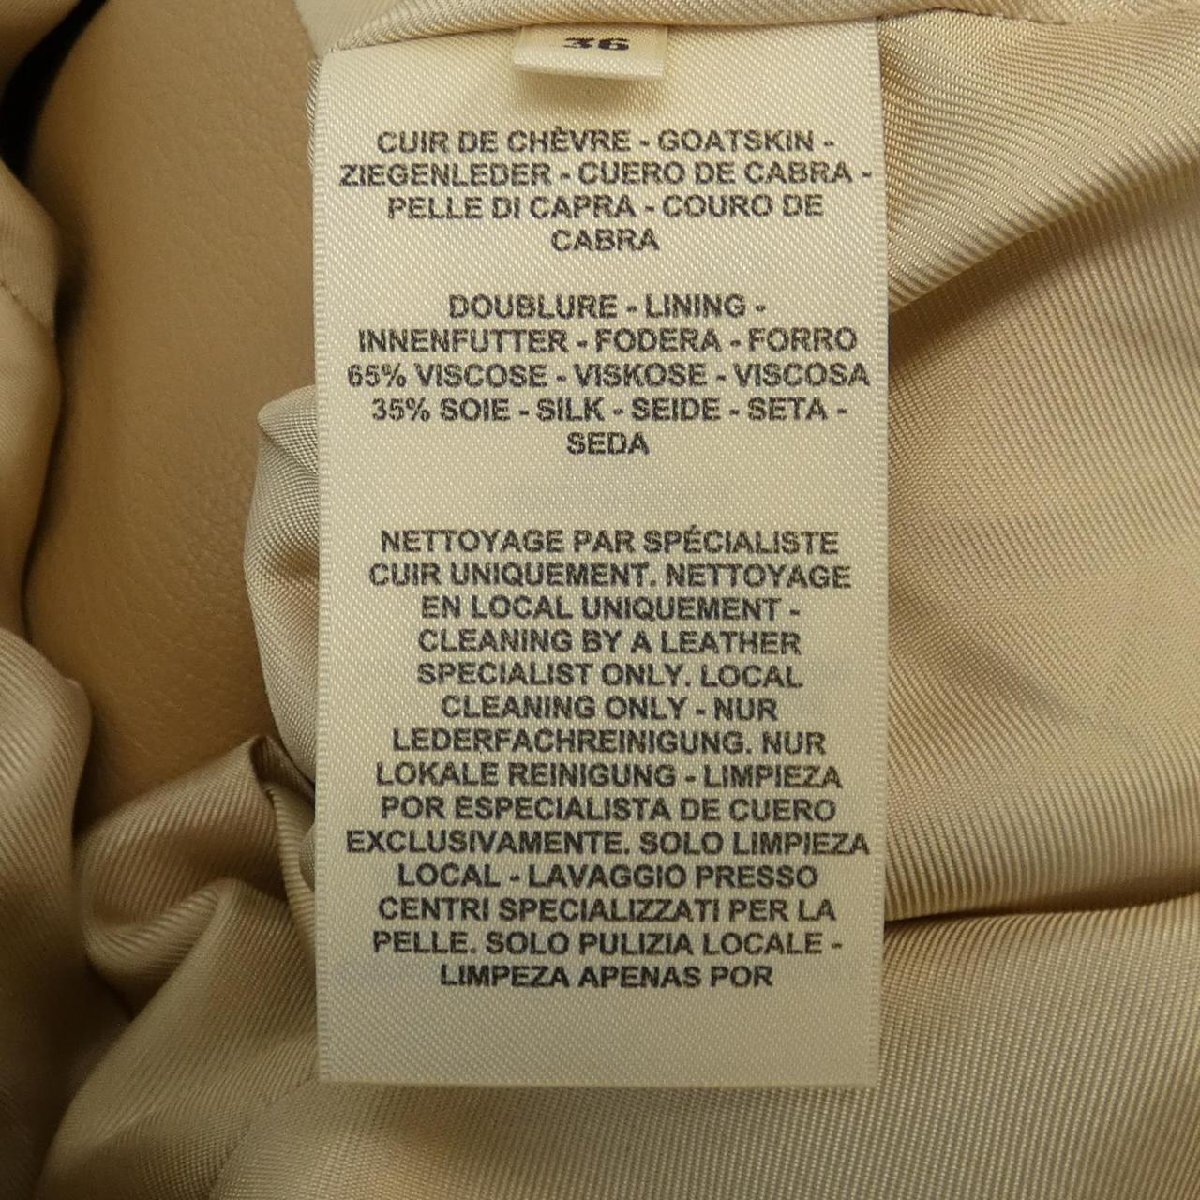 36
CUIR DE CHÈVRE - GOATSKIN -
ZIEGENLEDER - CUERO DE CABRA -
PELLE DI CAPRA - COURO DE
CABRA
DOUBLURE - LINING -
INNENFUTTER - FODERA - FORRO
65% VISCOSE - VISKOSE - VISCOSA
35% SOIE - SILK - SEIDE - SETA -
SEDA
NETTOYAGE PAR SPÉCIALISTE
CUIR UNIQUEMENT. NETTOYAGE
EN LOCAL UNIQUEMENT -
CLEANING BY A LEATHER
SPECIALIST ONLY. LOCAL
CLEANING ONLY - NUR
LEDERFACHREINIGUNG. NUR
LOKALE REINIGUNG - LIMPIEZA
POR ESPECIALISTA DE CUERO
EXCLUSIVAMENTE. SOLO LIMPIEZA
LOCAL - LAVAGGIO PRESSO
CENTRI SPECIALIZZATI PER LA
PELLE. SOLO PULIZIA LOCALE -
LIMPEZA APENAS POR